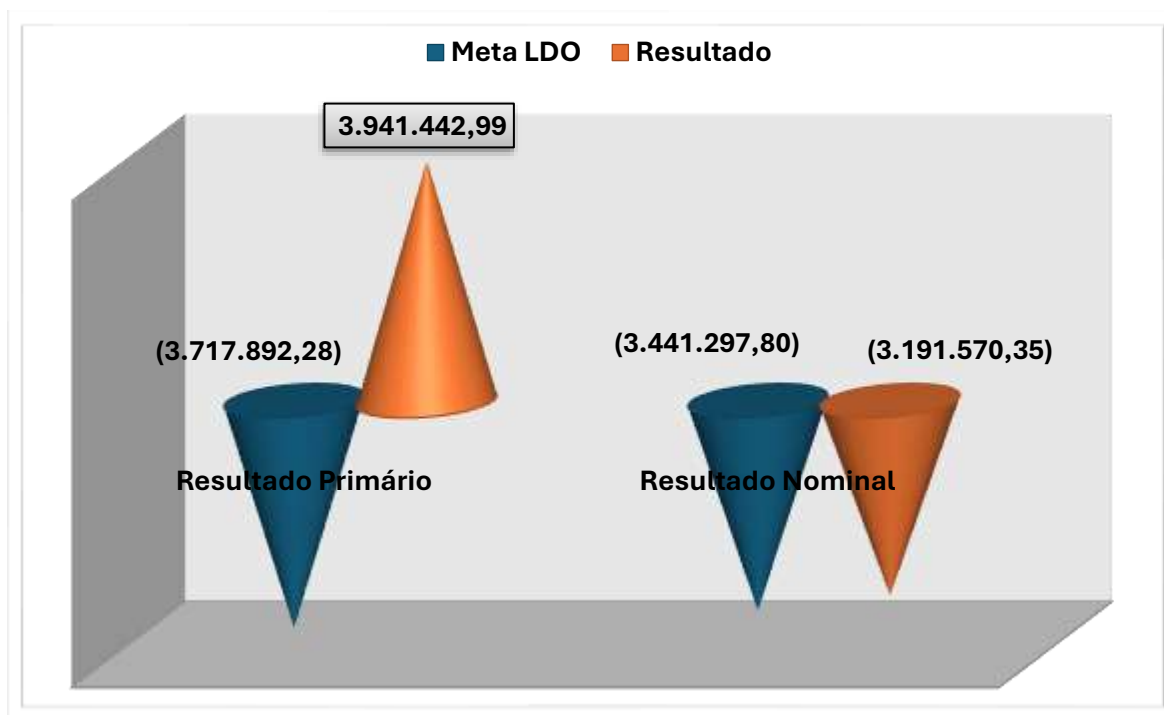 Meta LDO Resultado
3.941.442,99
(3.717.892,28) (3.441.297,80) (3.191.570,35)
Resultado Primário Resultado Nominal